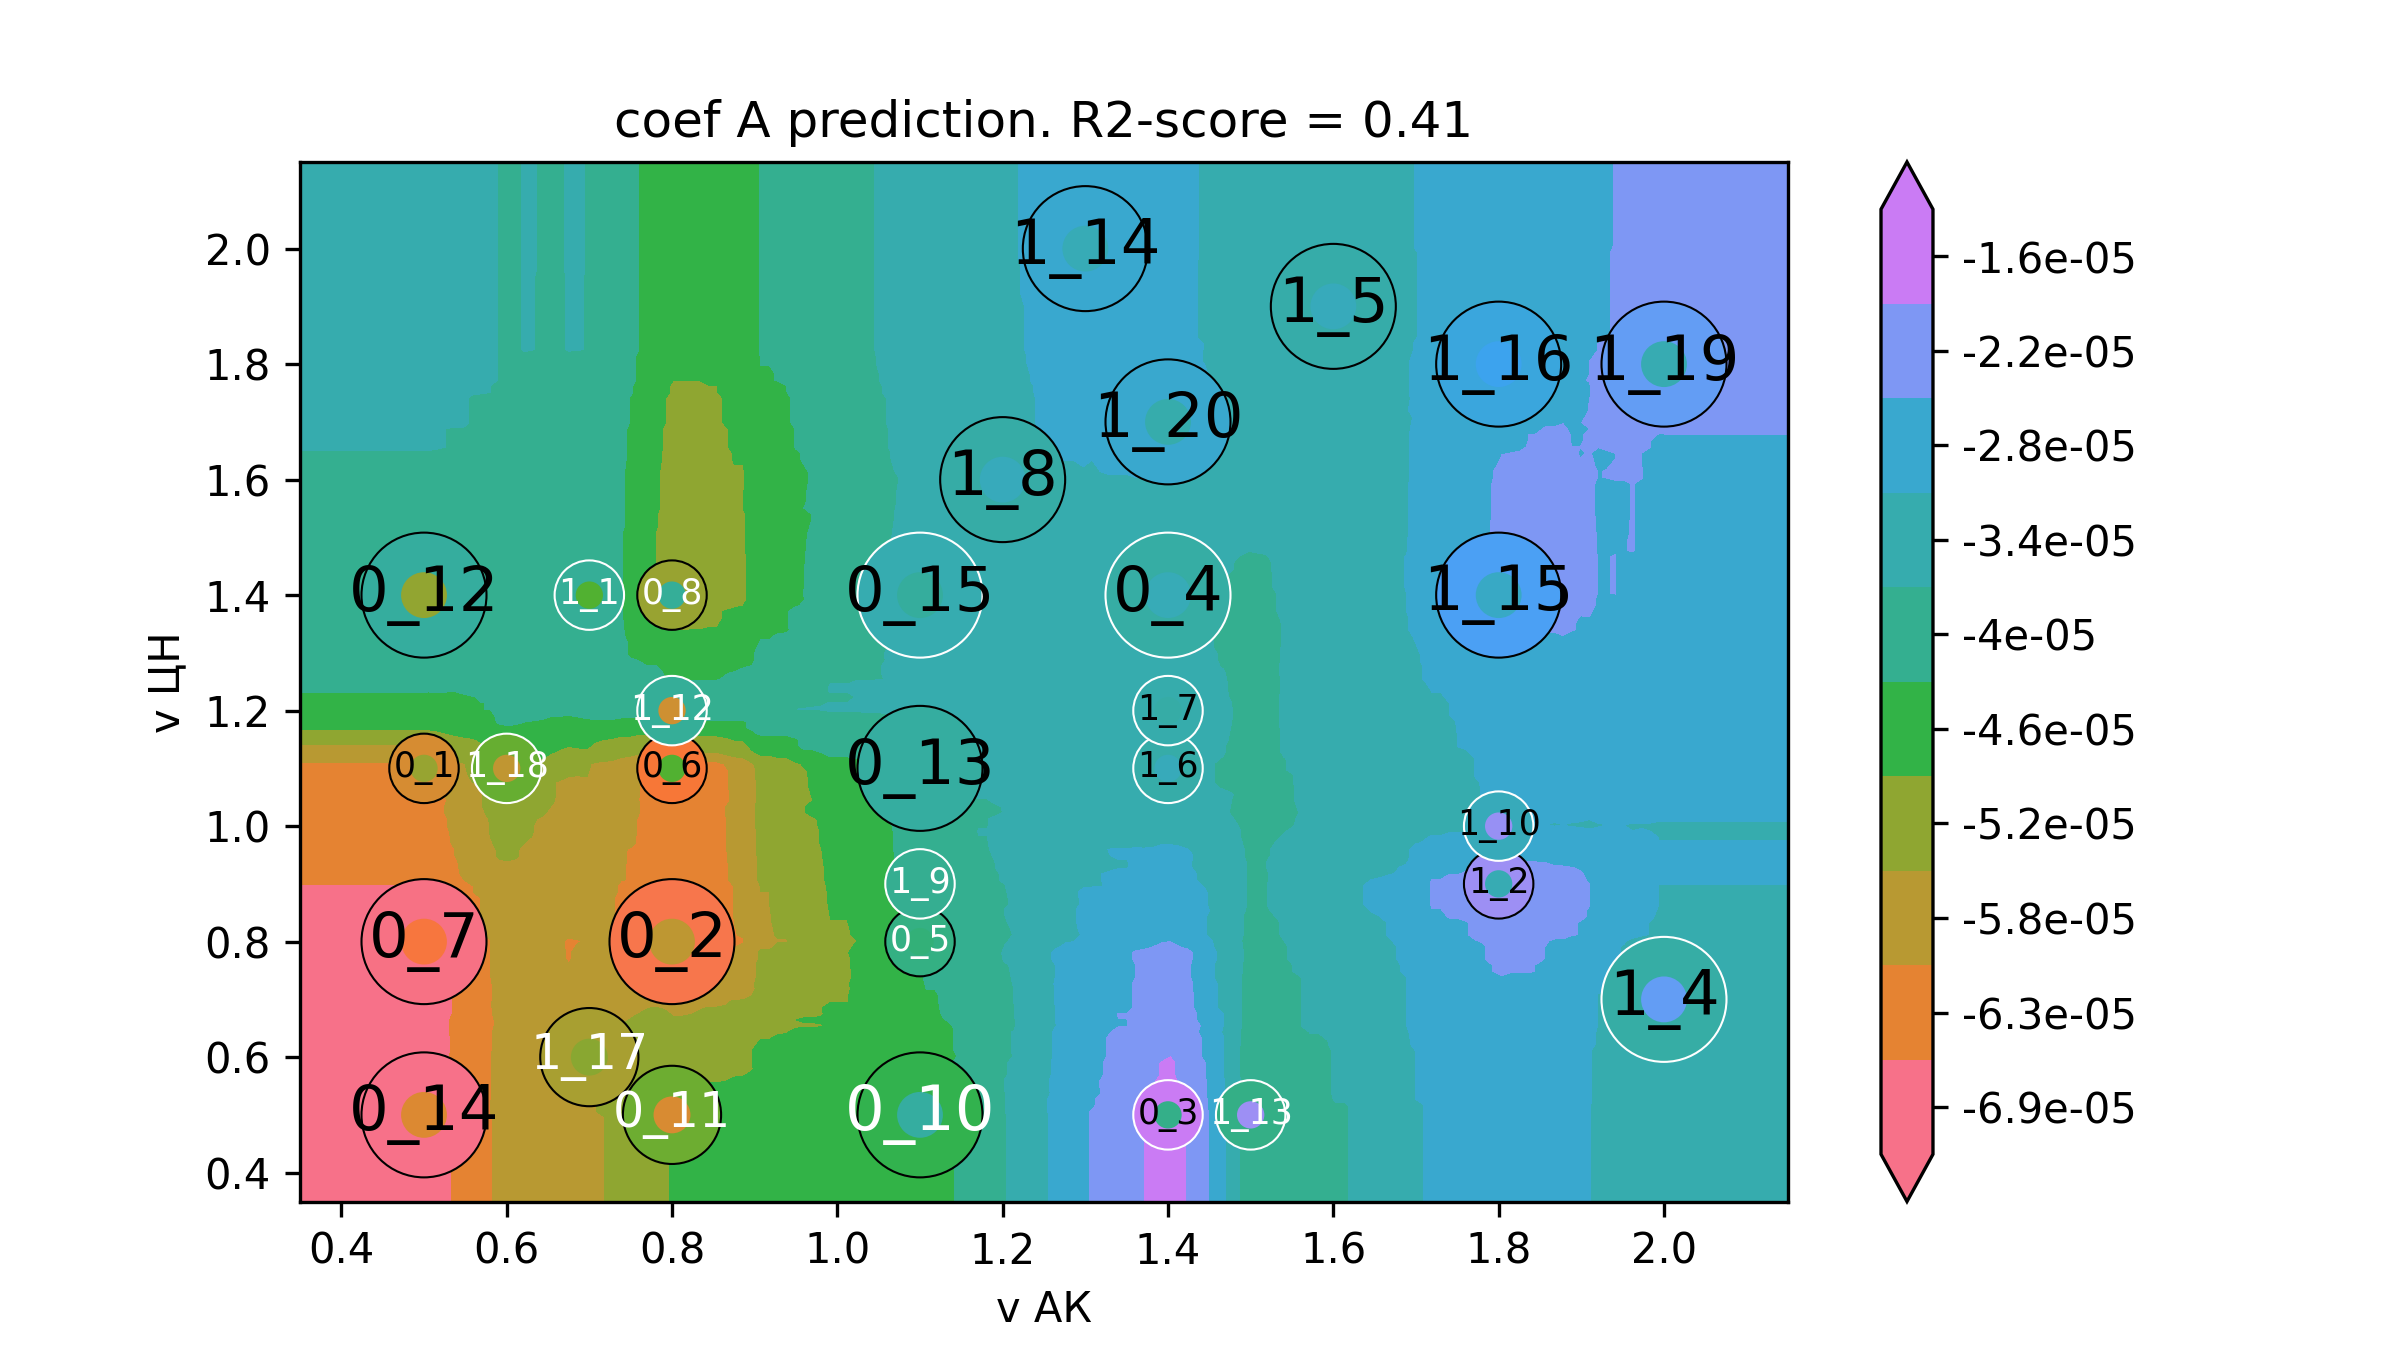 coef A prediction. R2-score = 0.41
2.0
1.8
1.6
1.4
1.2
1.0
0.8
0.6
0.4
v ЦН
1_14
1_5
1_16
1_19
1_20
1_8
0_12
1_1
0_8
0_15
0_4
1_15
1_12
1_7
0_1
1_18
0_6
0_13
1_6
1_10
1_9
1_2
0_7
0_2
0_5
1_4
1_17
0_14
0_11
0_10
0_3
1_13
0.4 0.6 0.8 1.0 1.2 1.4 1.6 1.8 2.0
v АК
-1.6e-05
-2.2e-05
-2.8e-05
-3.4e-05
-4e-05
-4.6e-05
-5.2e-05
-5.8e-05
-6.3e-05
-6.9e-05